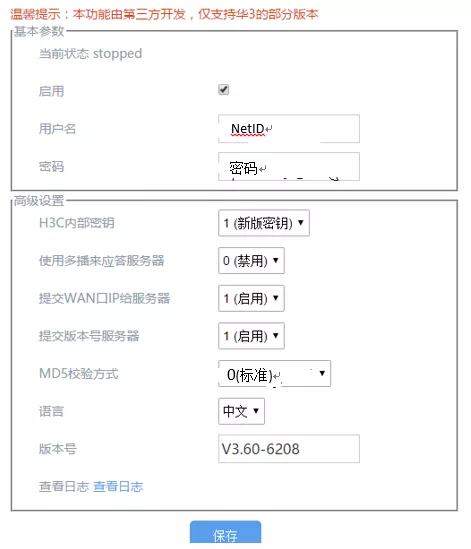 温馨提示：本功能由第三方开发，仅支持华3的部分版本
基本参数
当前状态 stopped
启用
用户名 NetID
密码 密码
高级设置
H3C内部密钥 1 (新版密钥)
使用多播来应答服务器 0 (禁用)
提交WAN口IP给服务器 1 (启用)
提交版本号服务器 1 (启用)
MD5校验方式 0(标准)
语言 中文
版本号 V3.60-6208
查看日志 查看日志
保存